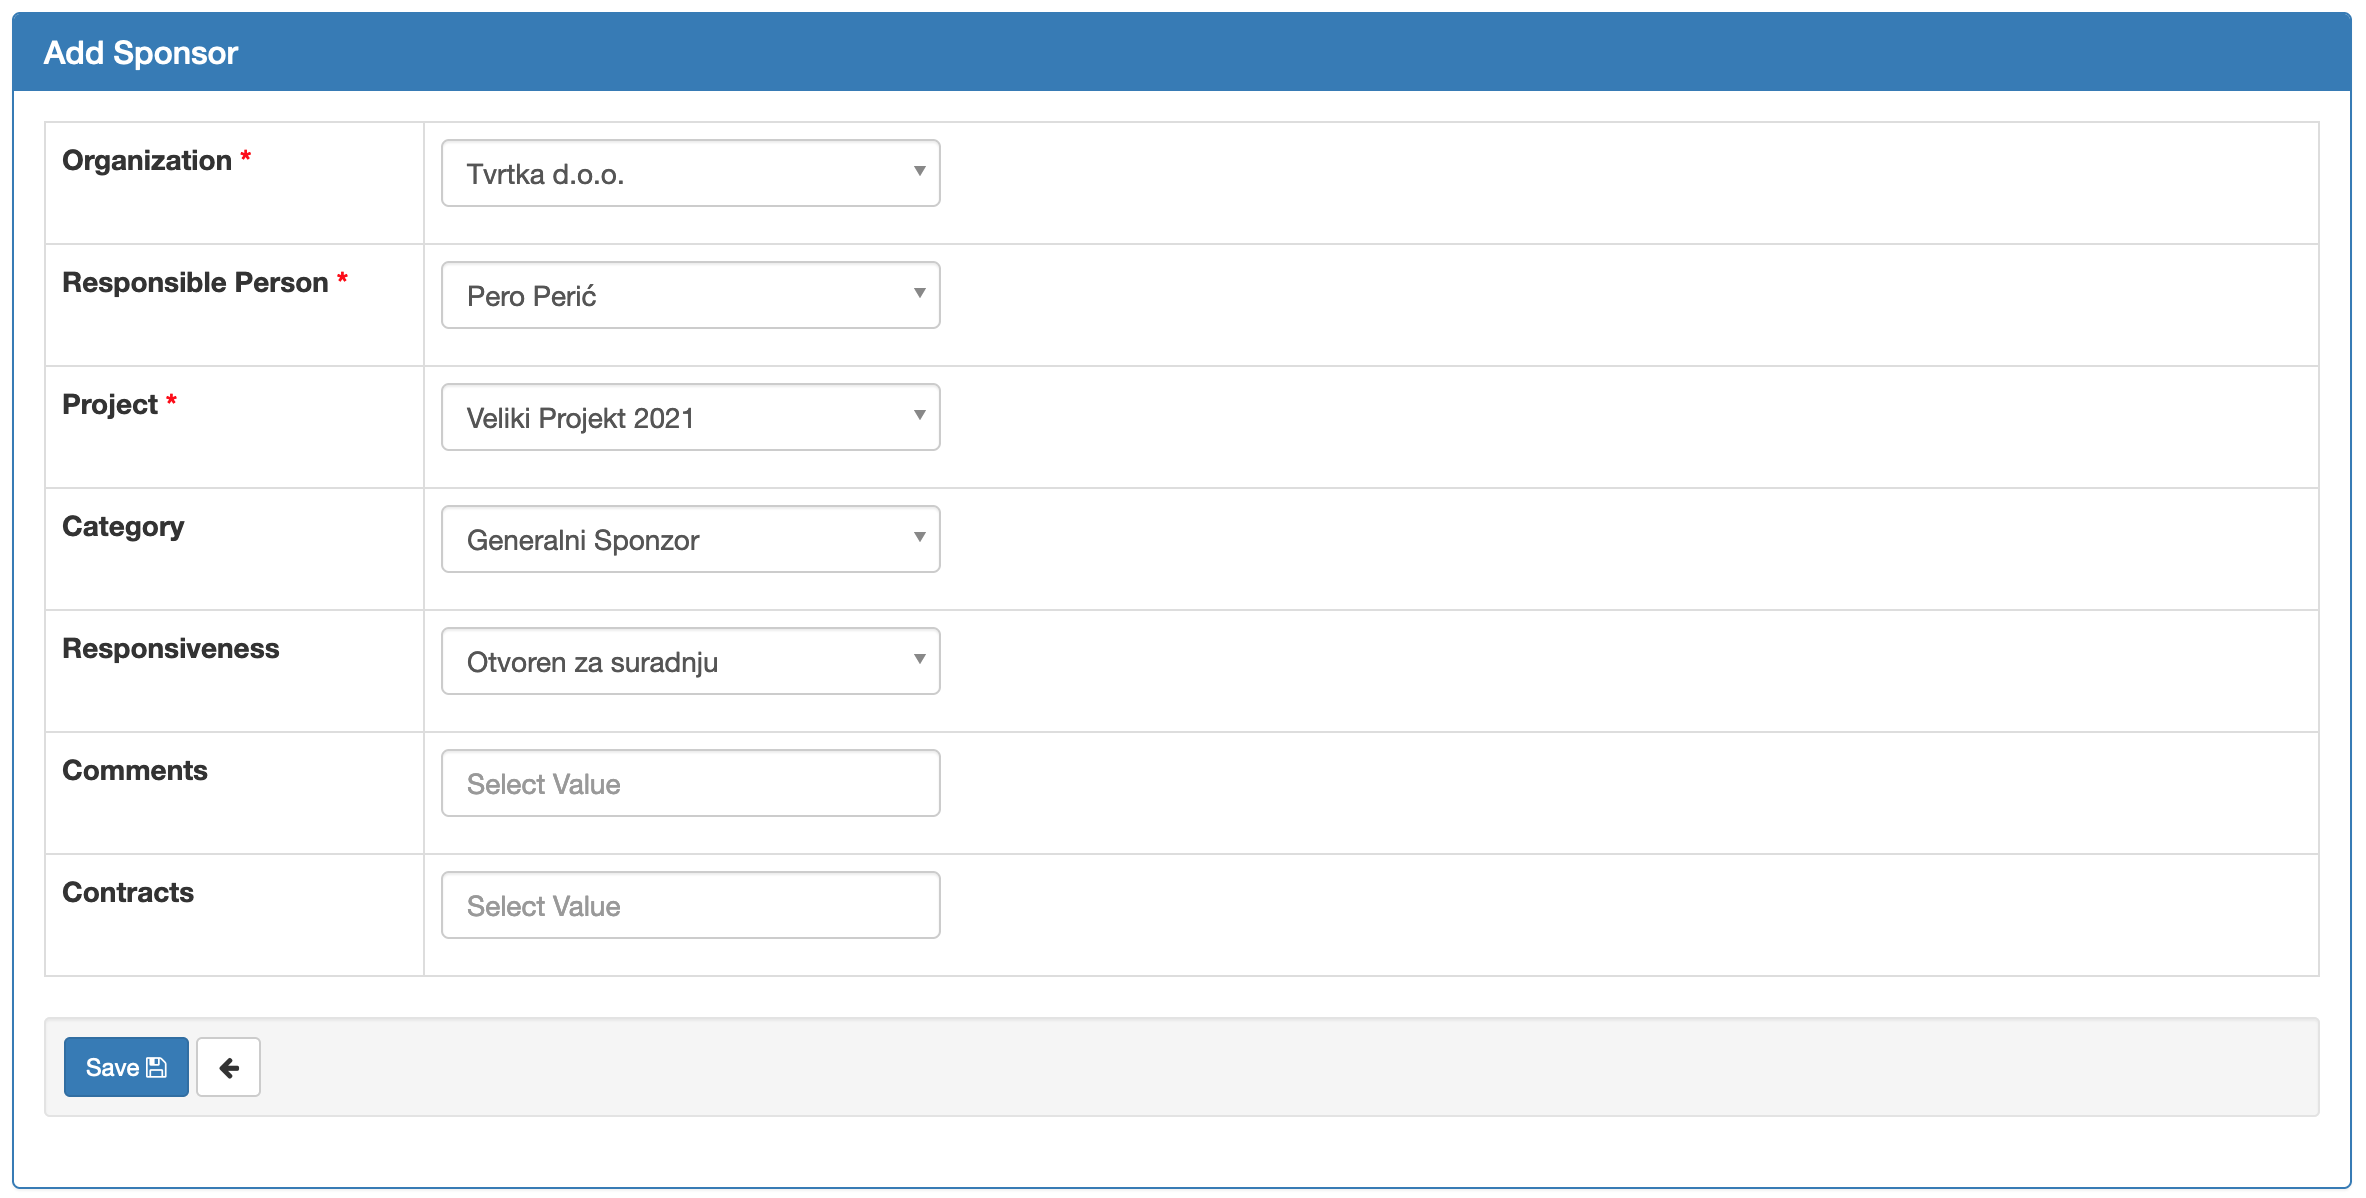 Add Sponsor
Organization * Tvrtka d.o.o.
Responsible Person * Pero Perić
Project * Veliki Projekt 2021
Category Generalni Sponzor
Responsiveness Otvoren za suradnju
Comments Select Value
Contracts Select Value
Save